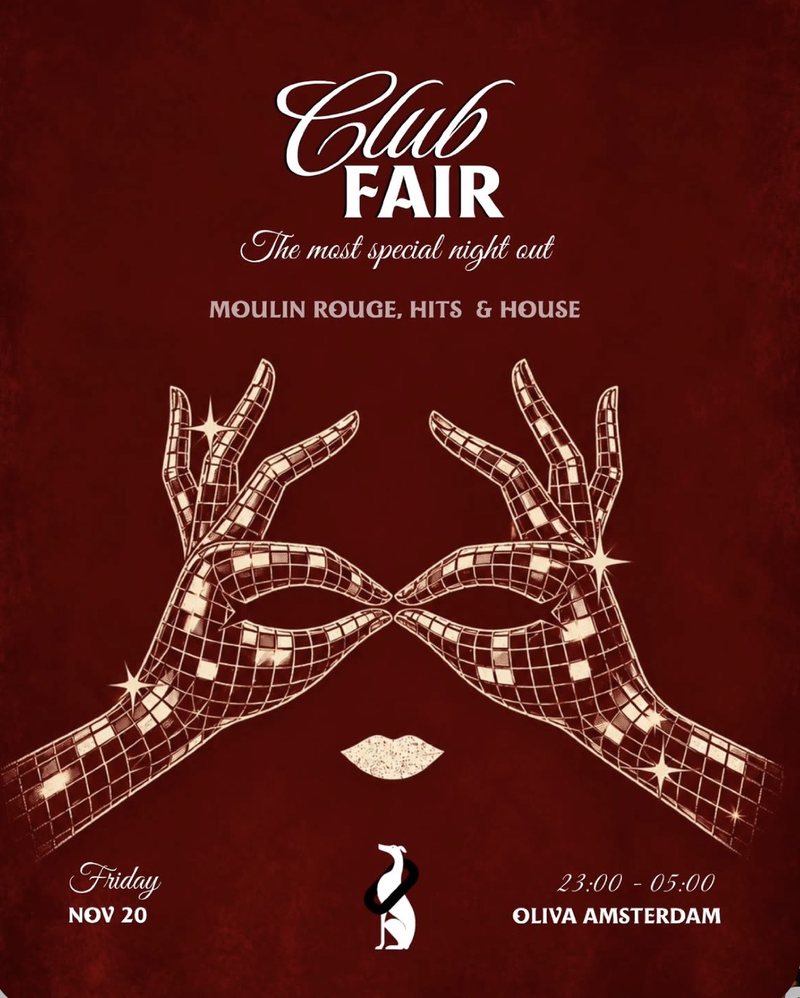 Club
FAIR
The most special night out
MOULIN ROUGE, HITS & HOUSE
Friday
NOV 20
23:00 - 05:00
OLIVA AMSTERDAM